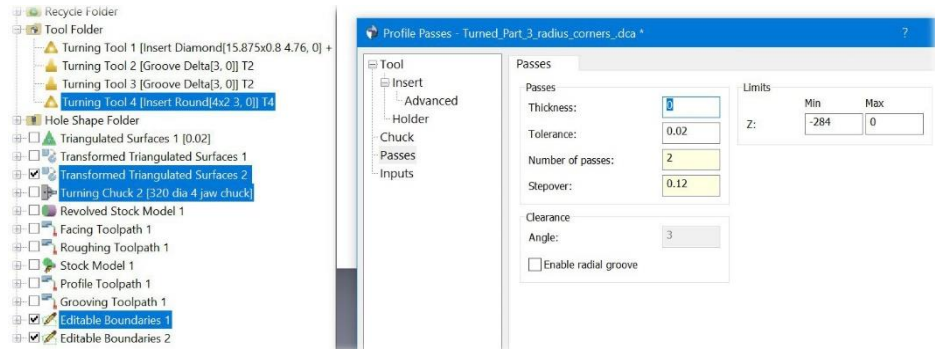 Recycle Folder
Tool Folder
Turning Tool 1 [Insert Diamond[15.875x0.8 4.76, 0] +
Turning Tool 2 [Groove Delta[3, 0]] T2
Turning Tool 3 [Groove Delta[3, 0]] T2
Turning Tool 4 [Insert Round[4x2 3, 0]] T4
Hole Shape Folder
Triangulated Surfaces 1 [0.02]
Transformed Triangulated Surfaces 1
Transformed Triangulated Surfaces 2
Turning Chuck 2 [320 dia 4 jaw chuck]
Revolved Stock Model 1
Facing Toolpath 1
Roughing Toolpath 1
Stock Model 1
Profile Toolpath 1
Grooving Toolpath 1
Editable Boundaries 1
Editable Boundaries 2
Profile Passes - Turned_Part_3_radius_corners_.dca * ?
Tool
Insert
Advanced
Holder
Chuck
Passes
Inputs
Passes
Passes
Thickness: 0
Tolerance: 0.02
Number of passes: 2
Stepover: 0.12
Clearance
Angle: 3
Enable radial groove
Limits
Min Max
Z: -284 0